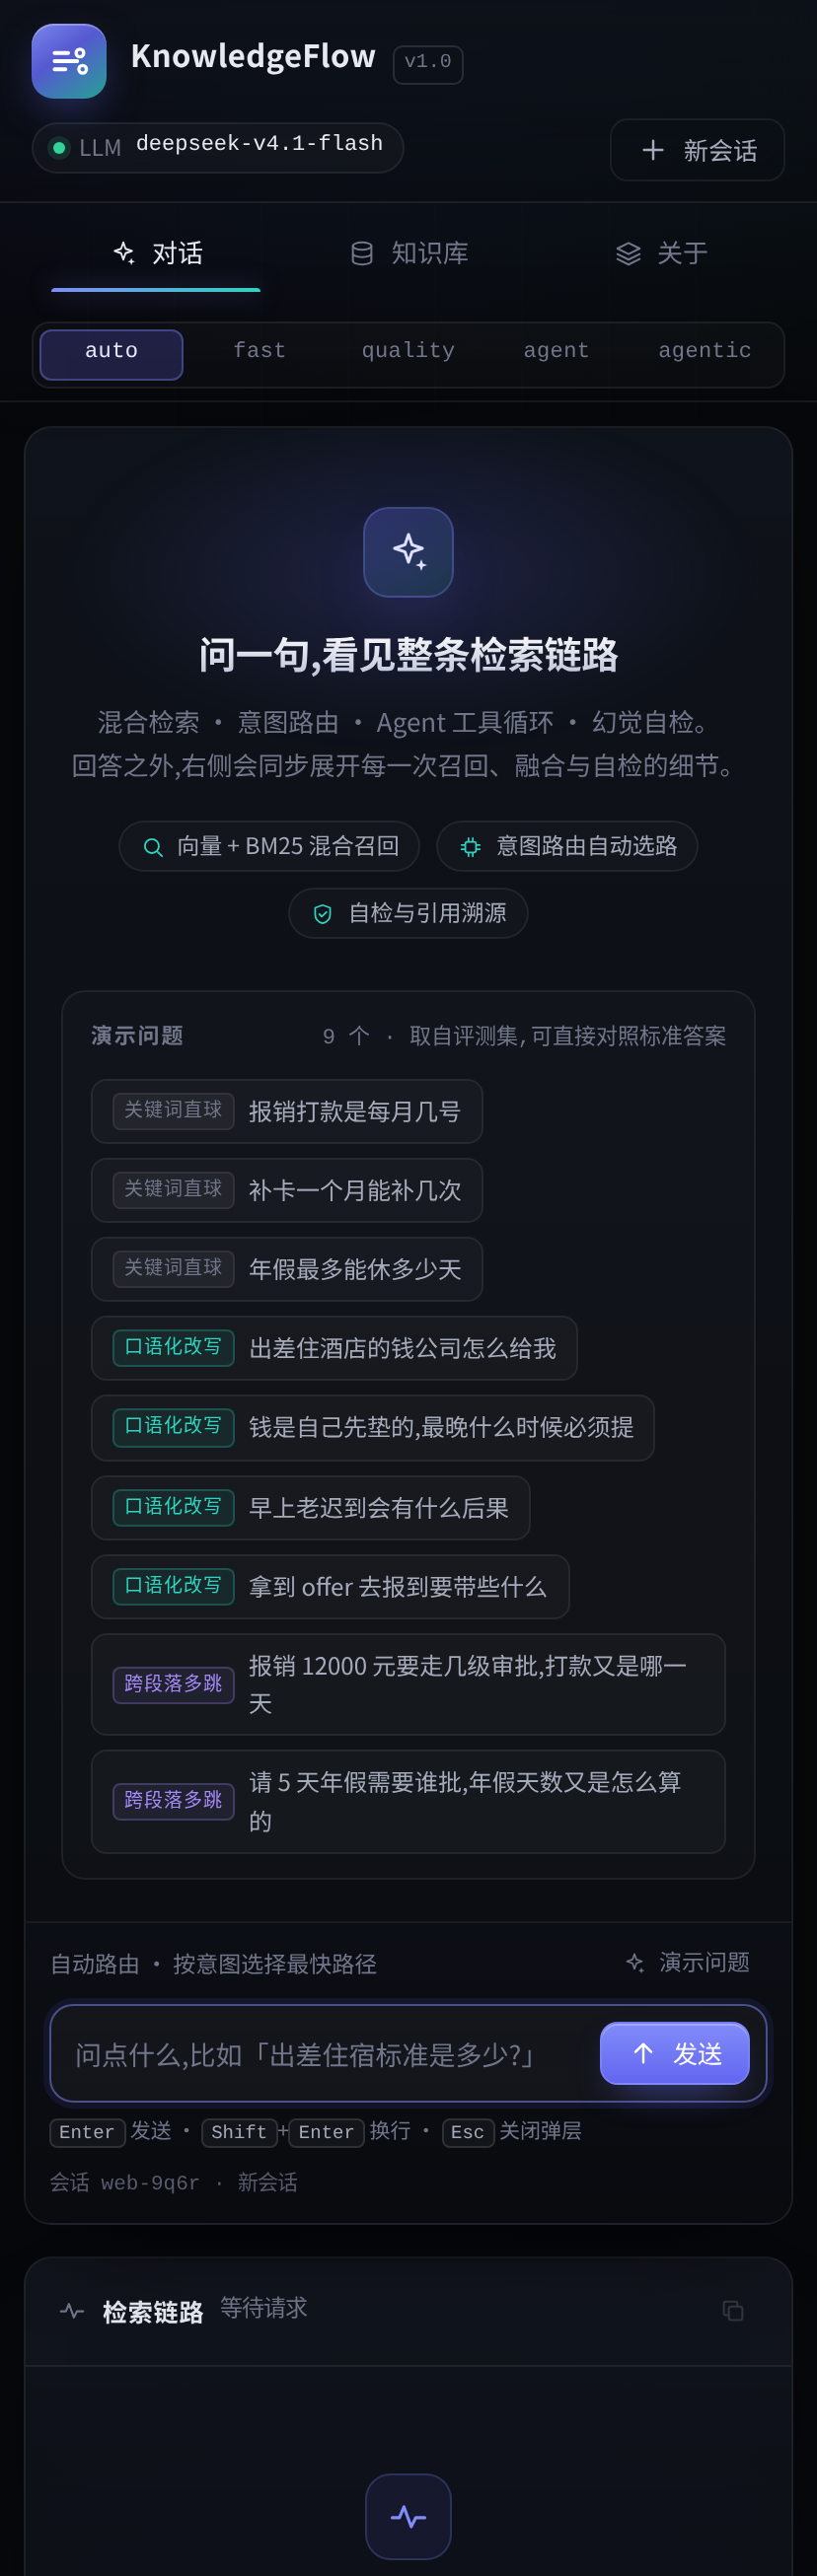 KnowledgeFlow v1.0
LLM deepseek-v4.1-flash
新会话
对话 知识库 关于
auto fast quality agent agentic
问一句,看见整条检索链路
混合检索 · 意图路由 · Agent 工具循环 · 幻觉自检。
回答之外,右侧会同步展开每一次召回、融合与自检的细节。
向量 + BM25 混合召回 意图路由自动选路
自检与引用溯源
演示问题 9 个 · 取自评测集,可直接对照标准答案
关键词直球 报销打款是每月几号
关键词直球 补卡一个月能补几次
关键词直球 年假最多能休多少天
口语化改写 出差住酒店的钱公司怎么给我
口语化改写 钱是自己先垫的,最晚什么时候必须提
口语化改写 早上老迟到会有什么后果
口语化改写 拿到 offer 去报到要带些什么
跨段落多跳 报销 12000 元要走几级审批,打款又是哪一
天
跨段落多跳 请 5 天年假需要谁批,年假天数又是怎么算
的
自动路由 · 按意图选择最快路径 演示问题
问点什么,比如「出差住宿标准是多少?」 发送
Enter 发送 · Shift+Enter 换行 · Esc 关闭弹层
会话 web-9q6r · 新会话
检索链路 等待请求